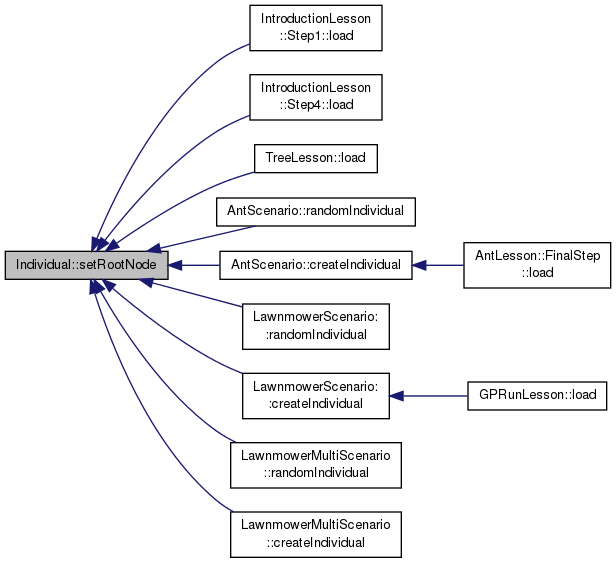 IntroductionLesson
::Step1::load
IntroductionLesson
::Step4::load
TreeLesson::load
AntScenario::randomIndividual
Individual::setRootNode
AntScenario::createIndividual
AntLesson::FinalStep
::load
LawnmowerScenario:
:randomIndividual
LawnmowerScenario:
:createIndividual
GPRunLesson::load
LawnmowerMultiScenario
::randomIndividual
LawnmowerMultiScenario
::createIndividual